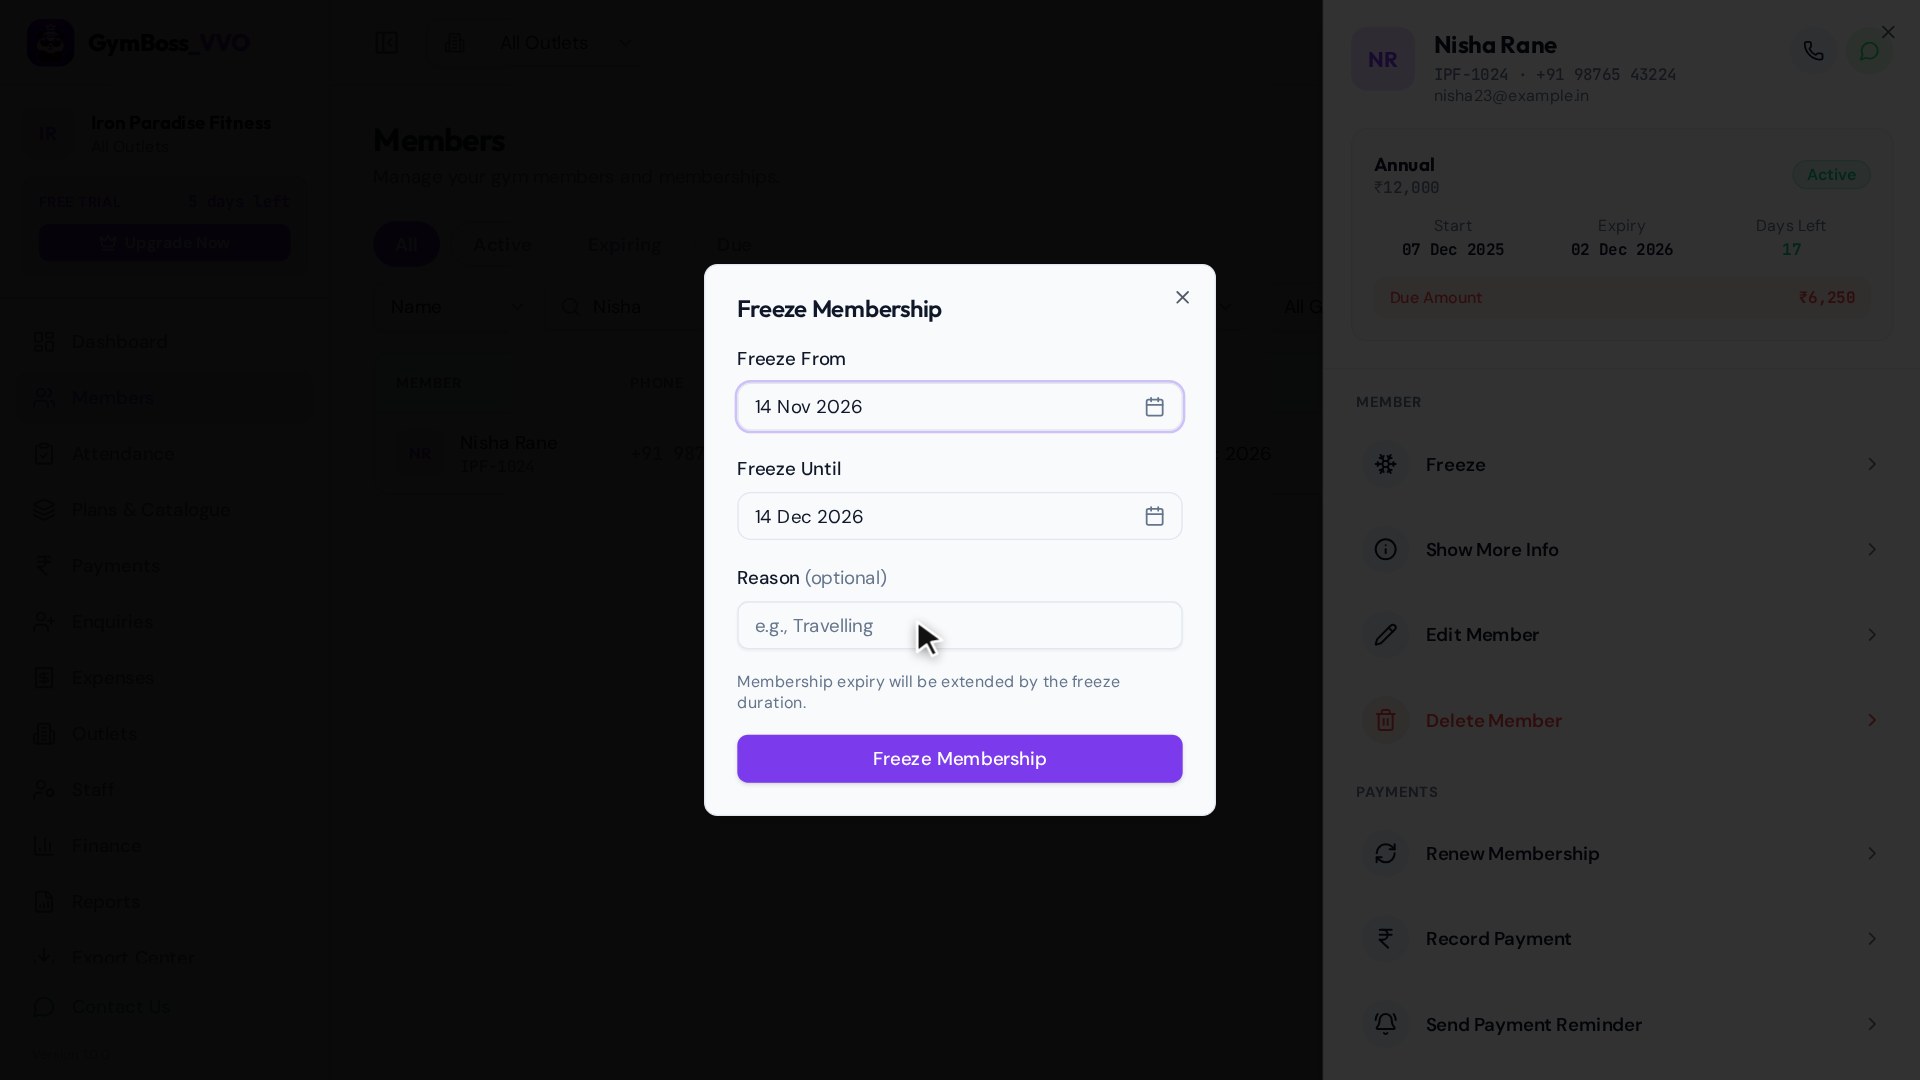 GymBoss_VVO
All Outlets
IR
Iron Paradise Fitness
All Outlets
FREE TRIAL
5 days left
Upgrade Now
Dashboard
Members
Attendance
Plans & Catalogue
Payments
Enquiries
Expenses
Outlets
Staff
Finance
Reports
Export Center
Contact Us
Members
Manage your gym members and memberships.
All
Active
Expiring
Due
Name
Nisha
All G
MEMBER
PHONE
NR
Nisha Rane
IPF-1024
+91 987
2026
Freeze Membership
Freeze From
14 Nov 2026
Freeze Until
14 Dec 2026
Reason (optional)
e.g., Travelling
Membership expiry will be extended by the freeze
duration.
Freeze Membership
NR
Nisha Rane
IPF-1024 · +91 98765 43224
nisha23@example.in
Annual
₹12,000
Active
Start
Expiry
Days Left
07 Dec 2025
02 Dec 2026
17
Due Amount
₹6,250
MEMBER
Freeze
Show More Info
Edit Member
Delete Member
PAYMENTS
Renew Membership
Record Payment
Send Payment Reminder